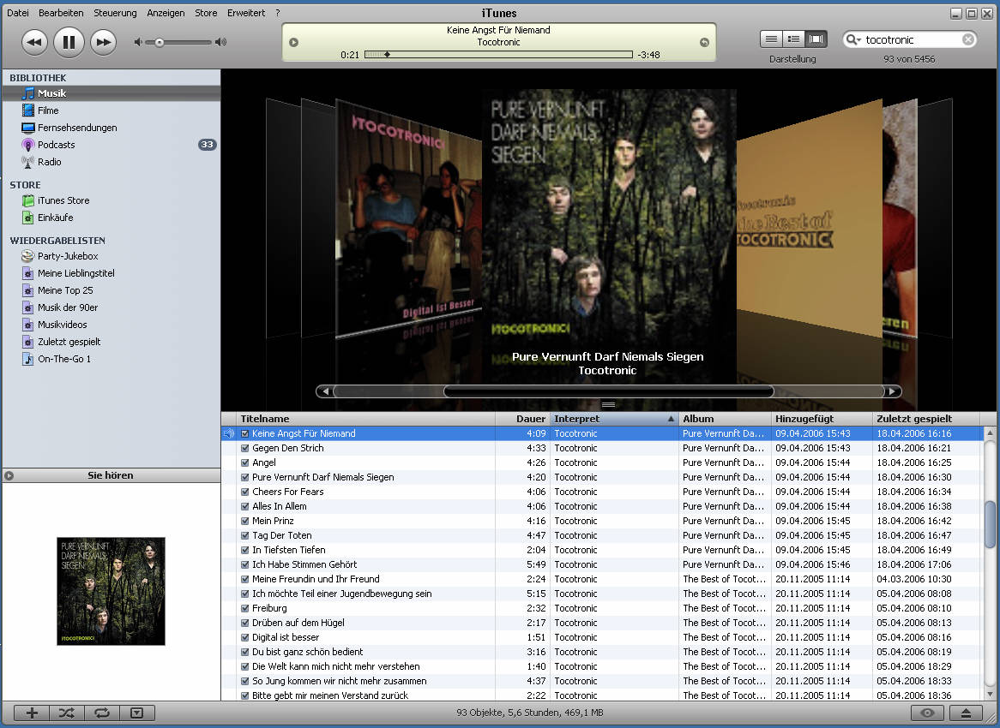 iTunes
Datei Bearbeiten Steuerung Anzeigen Store Erweitert ?
Keine Angst Für Niemand
Tocotronic
0:21 -3:48
Darstellung
tocotronic
93 von 5456
BIBLIOTHEK
Musik
Filme
Fernsehsendungen
Podcasts 33
Radio
STORE
iTunes Store
Einkäufe
WIEDERGABELISTEN
Party-Jukebox
Meine Lieblingstitel
Meine Top 25
Musik der 90er
Musikvideos
Zuletzt gespielt
On-The-Go 1
Sie hören
PURE VERNUNFT
DARF NIEMALS
SIEGEN
TOCOTRONIC
TOCOTRONIC
Digital ist Besser
PURE VERNUNFT
DARF NIEMALS
SIEGEN
TOCOTRONIC
Tocotronic
the Best of
TOCOTRONIC
Pure Vernunft Darf Niemals Siegen
Tocotronic
Titelname Dauer Interpret Album Hinzugefügt Zuletzt gespielt
Keine Angst Für Niemand 4:09 Tocotronic Pure Vernunft Da... 09.04.2006 15:43 18.04.2006 16:16
Gegen Den Strich 4:33 Tocotronic Pure Vernunft Da... 09.04.2006 15:43 18.04.2006 16:21
Angel 4:26 Tocotronic Pure Vernunft Da... 09.04.2006 15:44 18.04.2006 16:25
Pure Vernunft Darf Niemals Siegen 4:20 Tocotronic Pure Vernunft Da... 09.04.2006 15:44 18.04.2006 16:30
Cheers For Fears 4:06 Tocotronic Pure Vernunft Da... 09.04.2006 15:44 18.04.2006 16:34
Alles In Allem 4:06 Tocotronic Pure Vernunft Da... 09.04.2006 15:44 18.04.2006 16:38
Mein Prinz 4:16 Tocotronic Pure Vernunft Da... 09.04.2006 15:45 18.04.2006 16:42
Tag Der Toten 4:47 Tocotronic Pure Vernunft Da... 09.04.2006 15:45 18.04.2006 16:47
In Tiefsten Tiefen 2:04 Tocotronic Pure Vernunft Da... 09.04.2006 15:45 18.04.2006 16:49
Ich Habe Stimmen Gehört 5:49 Tocotronic Pure Vernunft Da... 09.04.2006 15:46 18.04.2006 17:06
Meine Freundin und Ihr Freund 2:24 Tocotronic The Best of Tocot... 20.11.2005 11:14 04.03.2006 10:30
Ich möchte Teil einer Jugendbewegung sein 5:15 Tocotronic The Best of Tocot... 20.11.2005 11:14 05.04.2006 08:08
Freiburg 2:32 Tocotronic The Best of Tocot... 20.11.2005 11:14 05.04.2006 08:10
Drüben auf dem Hügel 2:17 Tocotronic The Best of Tocot... 20.11.2005 11:14 05.04.2006 08:13
Digital ist besser 1:51 Tocotronic The Best of Tocot... 20.11.2005 11:14 05.04.2006 08:16
Du bist ganz schön bedient 3:16 Tocotronic The Best of Tocot... 20.11.2005 11:14 05.04.2006 08:19
Die Welt kann mich nicht mehr verstehen 1:40 Tocotronic The Best of Tocot... 20.11.2005 11:14 05.04.2006 18:29
So Jung kommen wir nicht mehr zusammen 4:37 Tocotronic The Best of Tocot... 20.11.2005 11:14 05.04.2006 18:33
Bitte gebt mir meinen Verstand zurück 2:22 Tocotronic The Best of Tocot... 20.11.2005 11:14 05.04.2006 18:36
93 Objekte, 5,6 Stunden, 469,1 MB